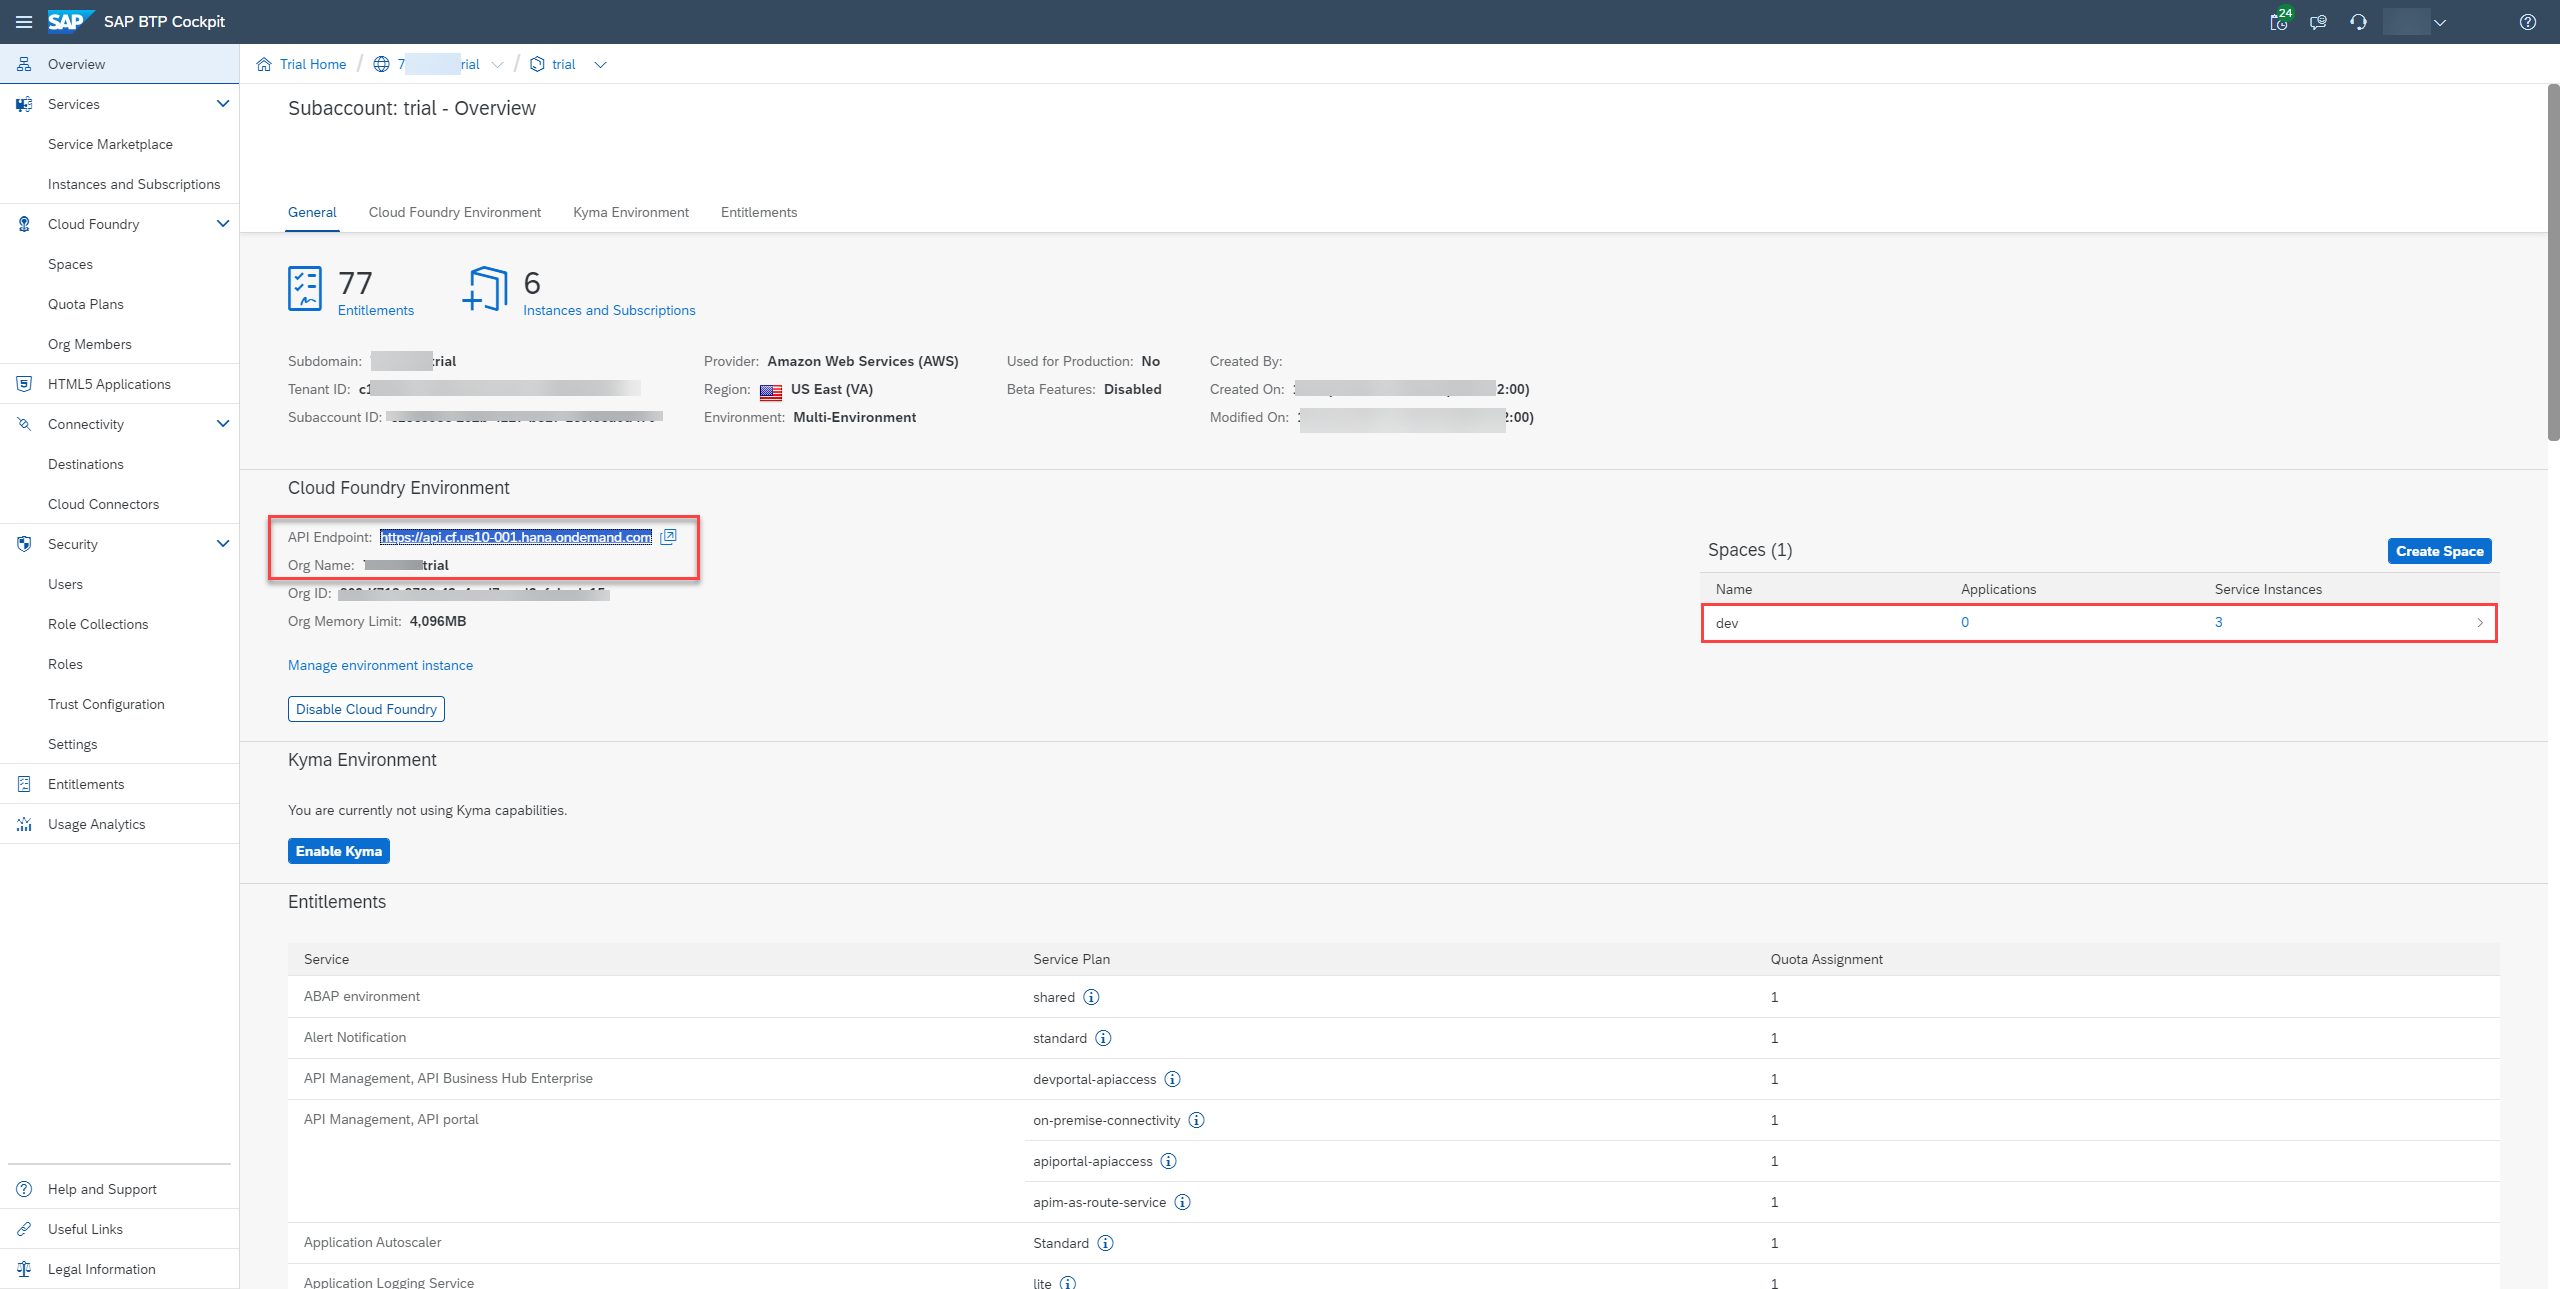 SAP SAP BTP Cockpit 24
Overview
Services
Service Marketplace
Instances and Subscriptions
Cloud Foundry
Spaces
Quota Plans
Org Members
HTML5 Applications
Connectivity
Destinations
Cloud Connectors
Security
Users
Role Collections
Roles
Trust Configuration
Settings
Entitlements
Usage Analytics
Help and Support
Useful Links
Legal Information
Trial Home / 7 rial / trial
Subaccount: trial - Overview
General Cloud Foundry Environment Kyma Environment Entitlements
77
Entitlements
6
Instances and Subscriptions
Subdomain: trial
Tenant ID: c1
Subaccount ID:
Provider: Amazon Web Services (AWS)
Region: US East (VA)
Environment: Multi-Environment
Used for Production: No
Beta Features: Disabled
Created By:
Created On: 2:00)
Modified On: 2:00)
Cloud Foundry Environment
API Endpoint: https://api.cf.us10-001.hana.ondemand.com
Org Name: trial
Org ID:
Org Memory Limit: 4,096MB
Manage environment instance
Disable Cloud Foundry
Spaces (1) Create Space
Name Applications Service Instances
dev 0 3
Kyma Environment
You are currently not using Kyma capabilities.
Enable Kyma
Entitlements
Service Service Plan Quota Assignment
ABAP environment shared 1
Alert Notification standard 1
API Management, API Business Hub Enterprise devportal-apiaccess 1
API Management, API portal on-premise-connectivity 1
apiportal-apiaccess 1
apim-as-route-service 1
Application Autoscaler Standard 1
Application Logging Service lite 1